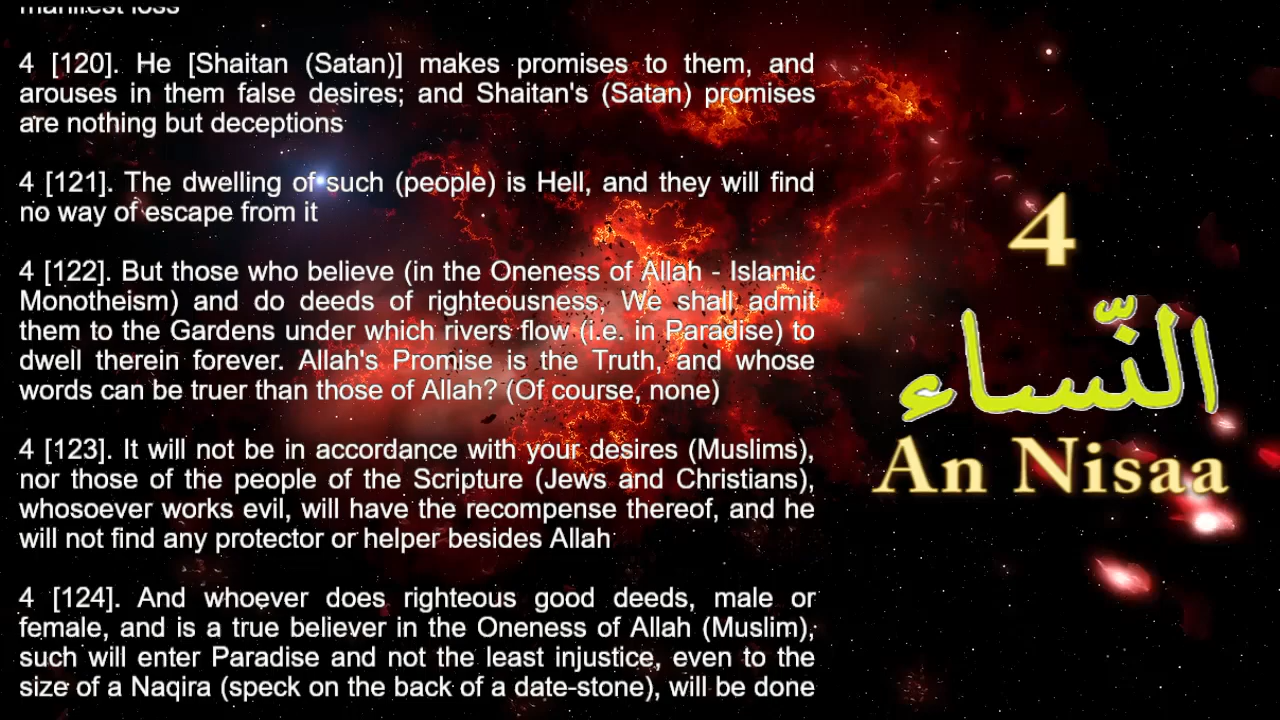 manifest loss
4 [120]. He [Shaitan (Satan)] makes promises to them, and
arouses in them false desires; and Shaitan's (Satan) promises
are nothing but deceptions
4 [121]. The dwelling of such (people) is Hell, and they will find
no way of escape from it
4 [122]. But those who believe (in the Oneness of Allah - Islamic
Monotheism) and do deeds of righteousness, We shall admit
them to the Gardens under which rivers flow (i.e. in Paradise) to
dwell therein forever. Allah's Promise is the Truth, and whose
words can be truer than those of Allah? (Of course, none)
4 [123]. It will not be in accordance with your desires (Muslims),
nor those of the people of the Scripture (Jews and Christians),
whosoever works evil, will have the recompense thereof, and he
will not find any protector or helper besides Allah
4 [124]. And whoever does righteous good deeds, male or
female, and is a true believer in the Oneness of Allah (Muslim),
such will enter Paradise and not the least injustice, even to the
size of a Naqira (speck on the back of a date-stone), will be done
4
النّساء
An Nisaa